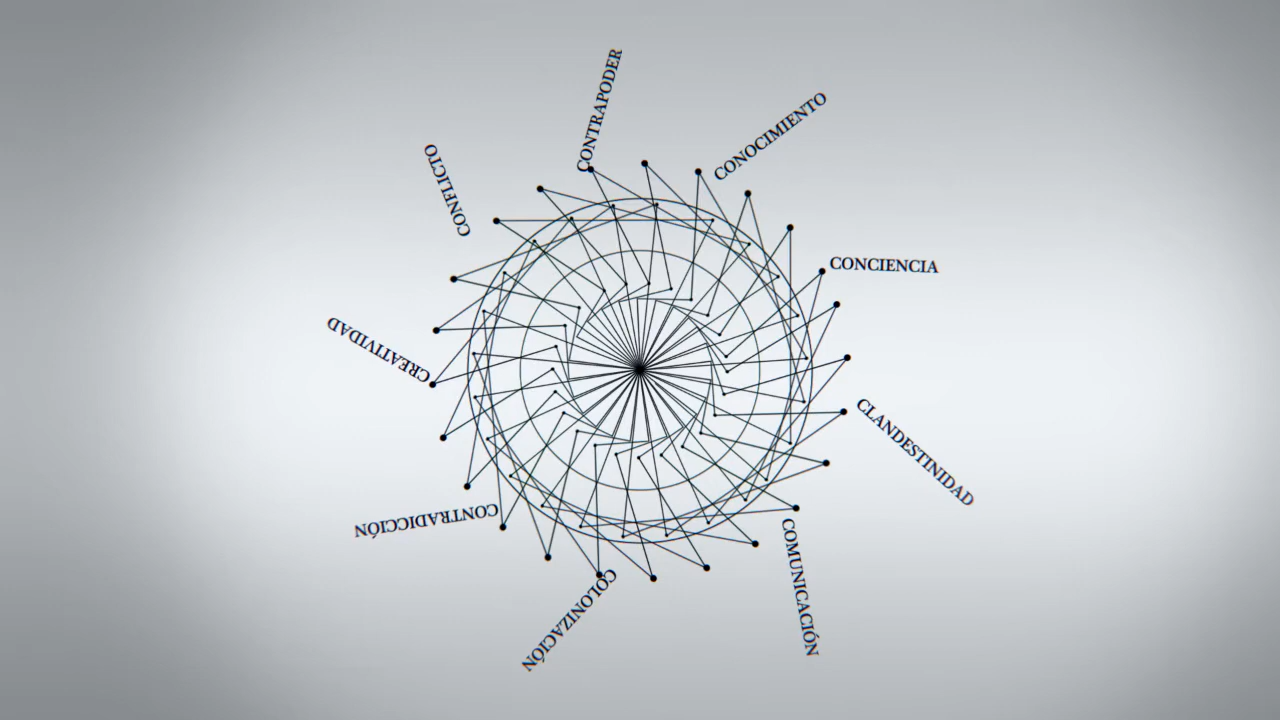 CONTRAPODER
CONOCIMIENTO
CONCIENCIA
CLANDESTINIDAD
COMUNICACIÓN
COLONIZACIÓN
CONTRADICCIÓN
CREATIVIDAD
CONFLICTO